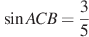 sin ACB = 3/5